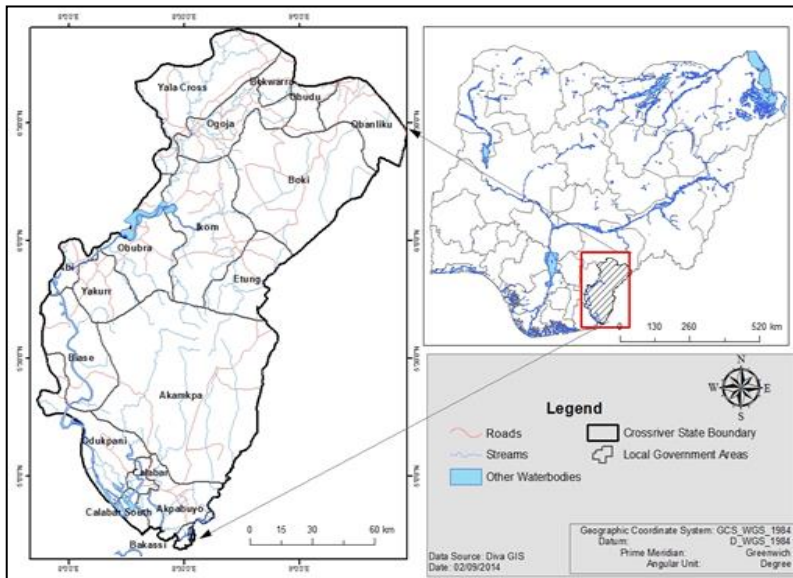 Yala Cross
Bekwarra
Obudu
Obanliku
Ogoja
Boki
Ikom
Obubra
Abi
Etung
Yakurr
Biase
Akamkpa
Odukpani
Calabar
Calabar South
Akpabuyo
Bakassi
0 15 30 60 km
0 130 260 520 km
N
W E
S
Legend
Roads
Streams
Other Waterbodies
Crossriver State Boundary
Local Government Areas
Data Source: Diva GIS
Date: 02/09/2014
Geographic Coordinate System: GCS_WGS_1984
Datum: D_WGS_1984
Prime Meridian: Greenwich
Angular Unit: Degree